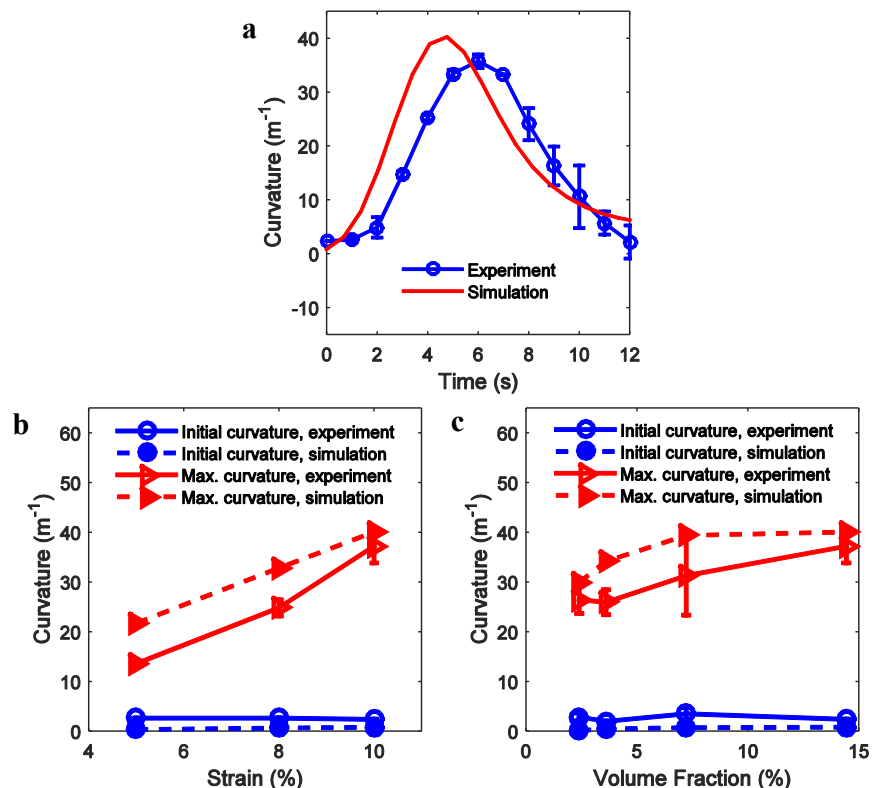 a
40
30
20
10
0
-10
Curvature (m⁻¹)
Experiment
Simulation
0 2 4 6 8 10 12
Time (s)
b
60
50
40
30
20
10
0
Curvature (m⁻¹)
Initial curvature, experiment
Initial curvature, simulation
Max. curvature, experiment
Max. curvature, simulation
4 6 8 10
Strain (%)
c
60
50
40
30
20
10
0
Curvature (m⁻¹)
Initial curvature, experiment
Initial curvature, simulation
Max. curvature, experiment
Max. curvature, simulation
0 5 10 15
Volume Fraction (%)